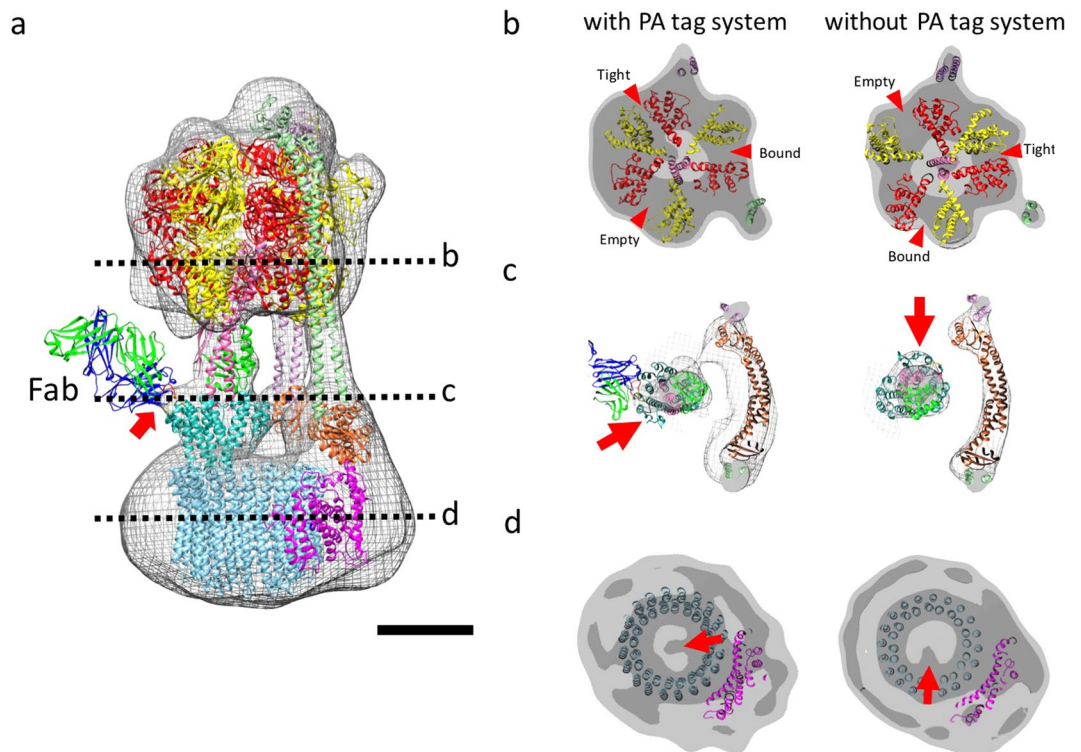 a
b
with PA tag system
without PA tag system
Tight
Bound
Empty
Empty
Tight
Bound
b
Fab
c
c
d
d